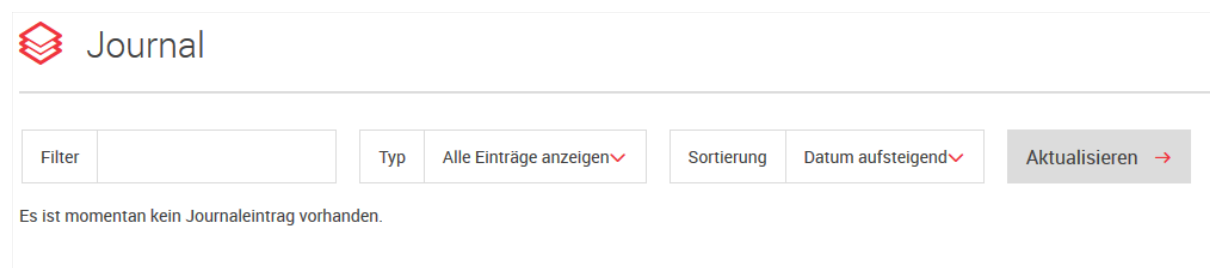 Journal
Filter Typ Alle Einträge anzeigen Sortierung Datum aufsteigend Aktualisieren →
Es ist momentan kein Journaleintrag vorhanden.